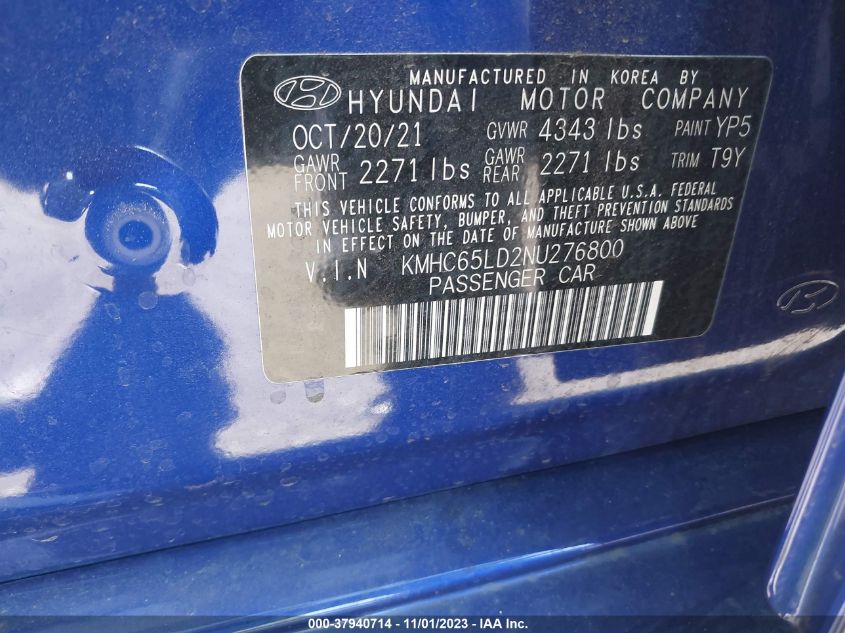 MANUFACTURED IN KOREA BY
HYUNDAI MOTOR COMPANY
OCT/20/21 GVWR 4343 lbs PAINT YP5
GAWR FRONT 2271 lbs GAWR REAR 2271 lbs TRIM T9Y
THIS VEHICLE CONFORMS TO ALL APPLICABLE U.S.A. FEDERAL
MOTOR VEHICLE SAFETY, BUMPER, AND THEFT PREVENTION STANDARDS
IN EFFECT ON THE DATE OF MANUFACTURE SHOWN ABOVE
V.I.N KMHC65LD2NU276800
PASSENGER CAR
000-37940714 - 11/01/2023 - IAA Inc.